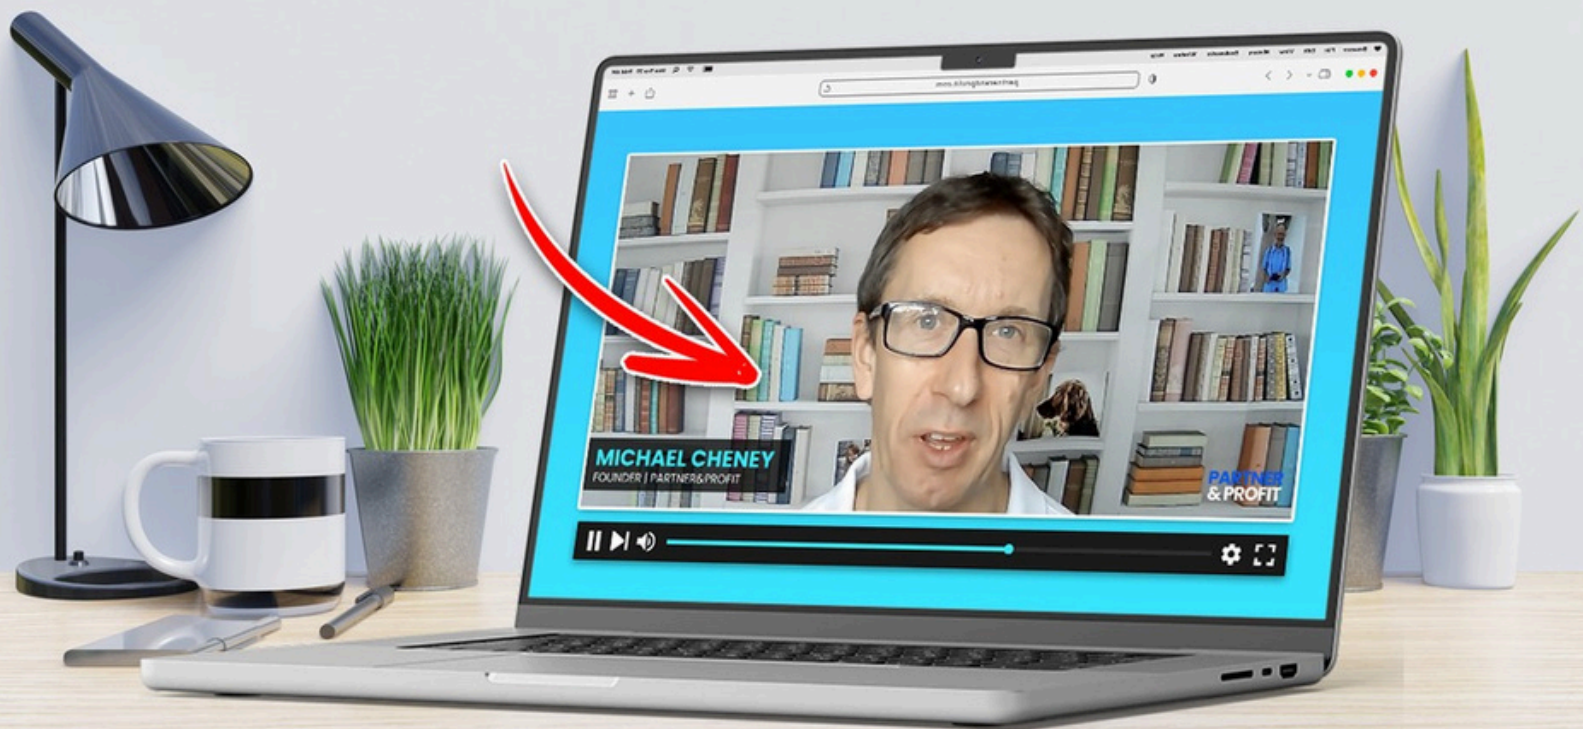 MICHAEL CHENEY
FOUNDER | PARTNER&PROFIT
PARTNER
& PROFIT